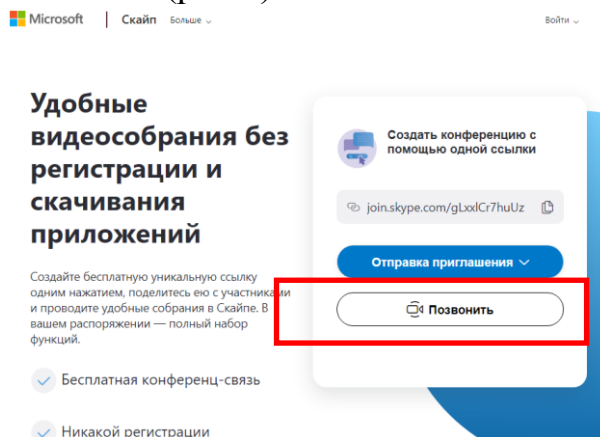 Microsoft
Скайп
Больше
Войти
Удобные
видеособрания без
регистрации и
скачивания
приложений
Создайте бесплатную уникальную ссылку
одним нажатием, поделитесь ею с участниками
и проводите удобные собрания в Скайпе. В
вашем распоряжении — полный набор
функций.
Бесплатная конференц-связь
Никакой регистрации
Создать конференцию с
помощью одной ссылки
join.skype.com/gLxxlCr7huUz
Отправка приглашения
Позвонить